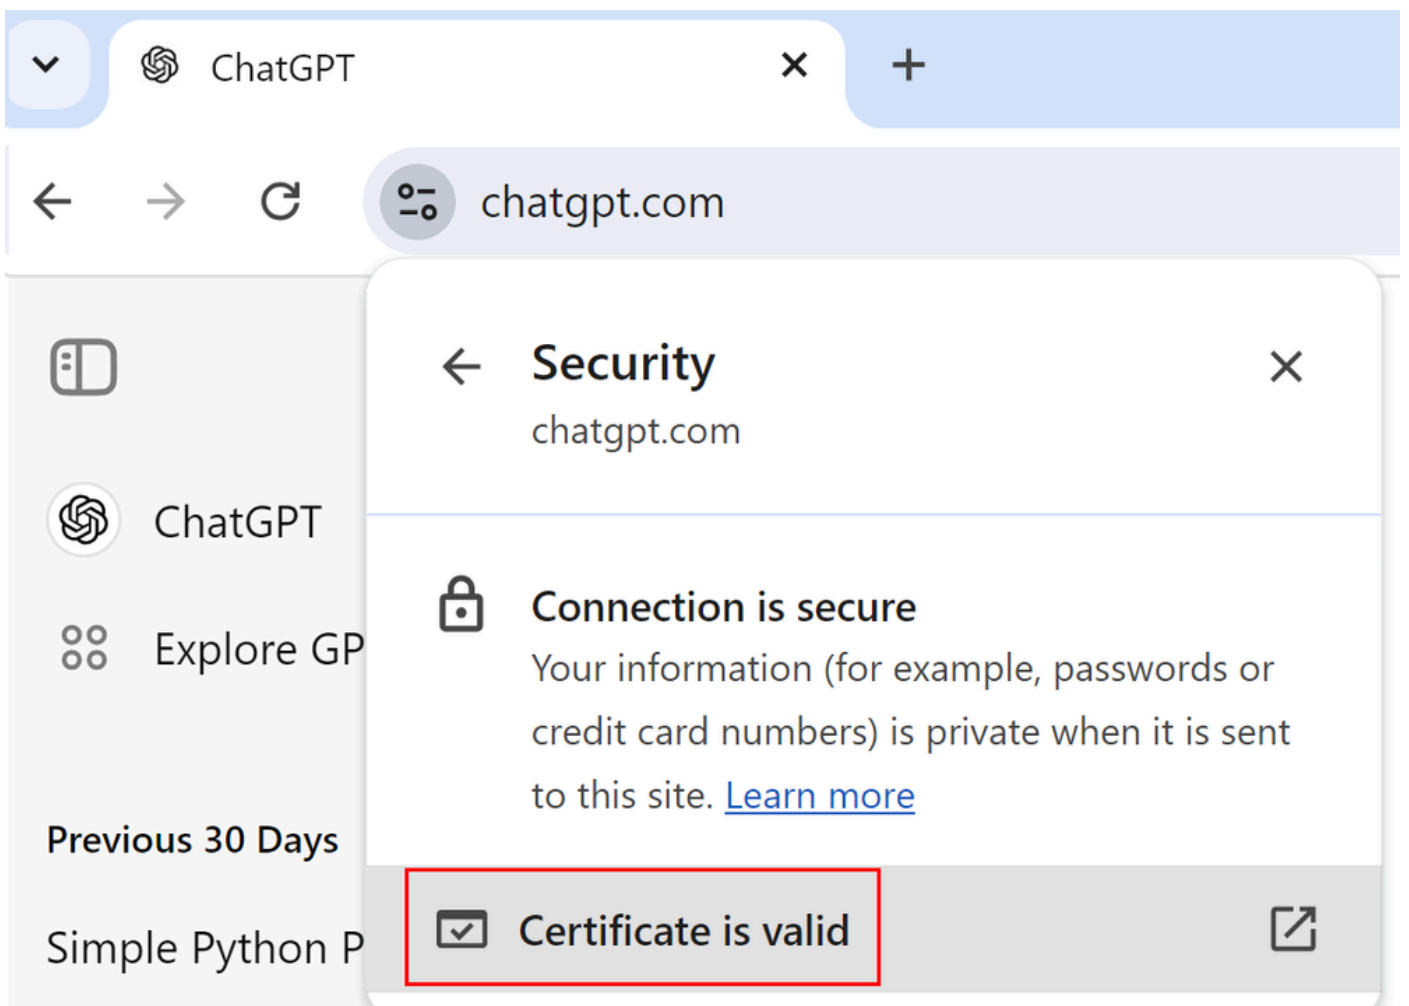 ChatGPT
chatgpt.com
Security
chatgpt.com
ChatGPT
Explore GP
Connection is secure
Your information (for example, passwords or
credit card numbers) is private when it is sent
to this site. Learn more
Previous 30 Days
Certificate is valid
Simple Python P